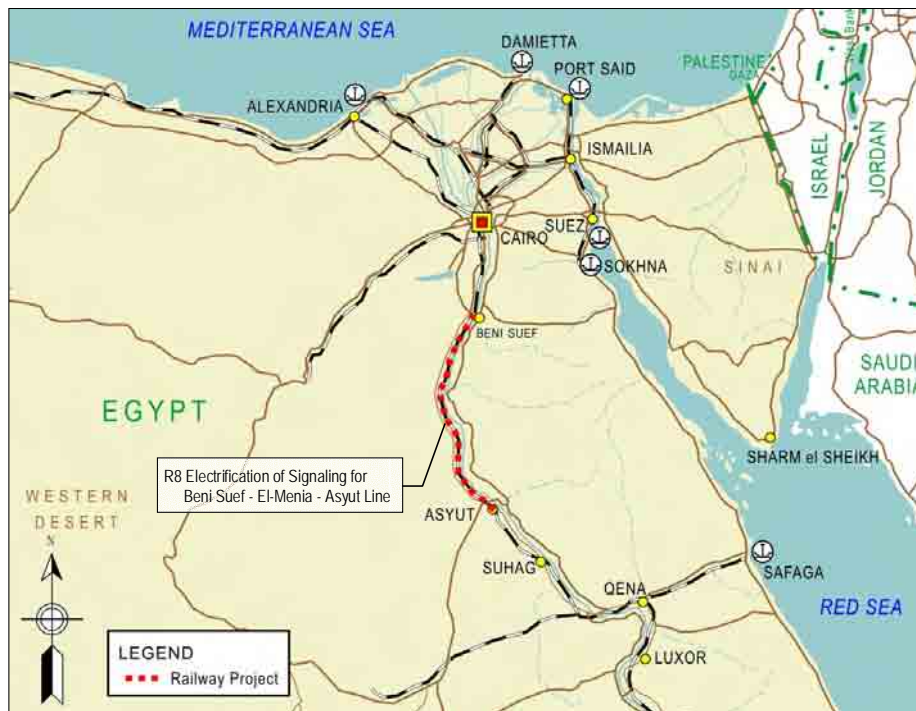 MEDITERRANEAN SEA
DAMIETTA
PORT SAID
ALEXANDRIA
PALESTINE
GAZA
West Bank
ISMAILIA
ISRAEL
JORDAN
SUEZ
CAIRO
SOKHNA
SINAI
BENI SUEF
SAUDI
ARABIA
EGYPT
SHARM el SHEIKH
R8 Electrification of Signaling for
Beni Suef - El-Menia - Asyut Line
WESTERN
DESERT
N
ASYUT
SUHAG
SAFAGA
QENA
RED SEA
LUXOR
LEGEND
Railway Project